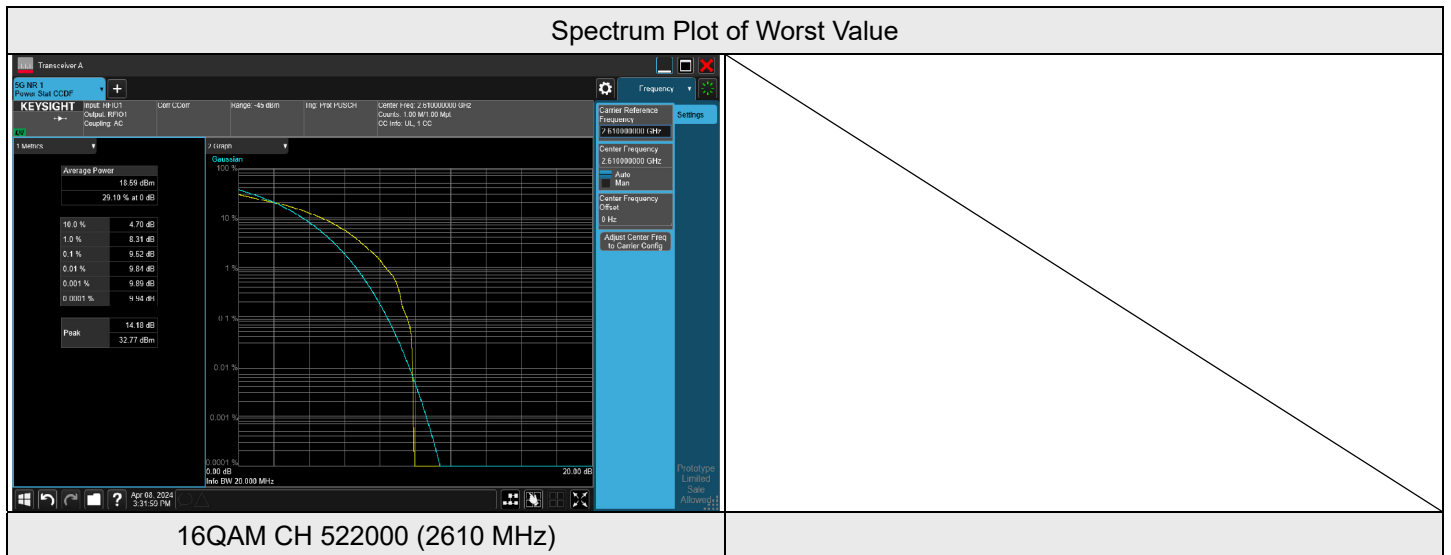 Spectrum Plot of Worst Value
Transceiver A
5G NR 1
Power Stat CCDF
+
Frequency
KEYSIGHT
Input: RFIO1
Output: RFIO1
Coupling: AC
Corr CCorr
Range: -45 dBm
Trig: Prot PUSCH
Center Freq: 2.610000000 GHz
Counts: 1.00 M/1.00 Mpt
CC Info: UL, 1 CC
Carrier Reference
Frequency
2.610000000 GHz
Settings
Center Frequency
2.610000000 GHz
Auto
Man
Center Frequency
Offset
0 Hz
Adjust Center Freq
to Carrier Config
1 Metrics
Average Power
18.59 dBm
29.10 % at 0 dB
10.0 % 4.70 dB
1.0 % 8.31 dB
0.1 % 9.52 dB
0.01 % 9.84 dB
0.001 % 9.89 dB
0.0001 % 9.94 dB
Peak 14.18 dB
32.77 dBm
2 Graph
Gaussian
100 %
10 %
1 %
0.1 %
0.01 %
0.001 %
0.0001 %
0.00 dB 20.00 dB
Info BW 20.000 MHz
Prototype
Limited
Sale
Allowed
?
Apr 08, 2024
3:31:59 PM
16QAM CH 522000 (2610 MHz)